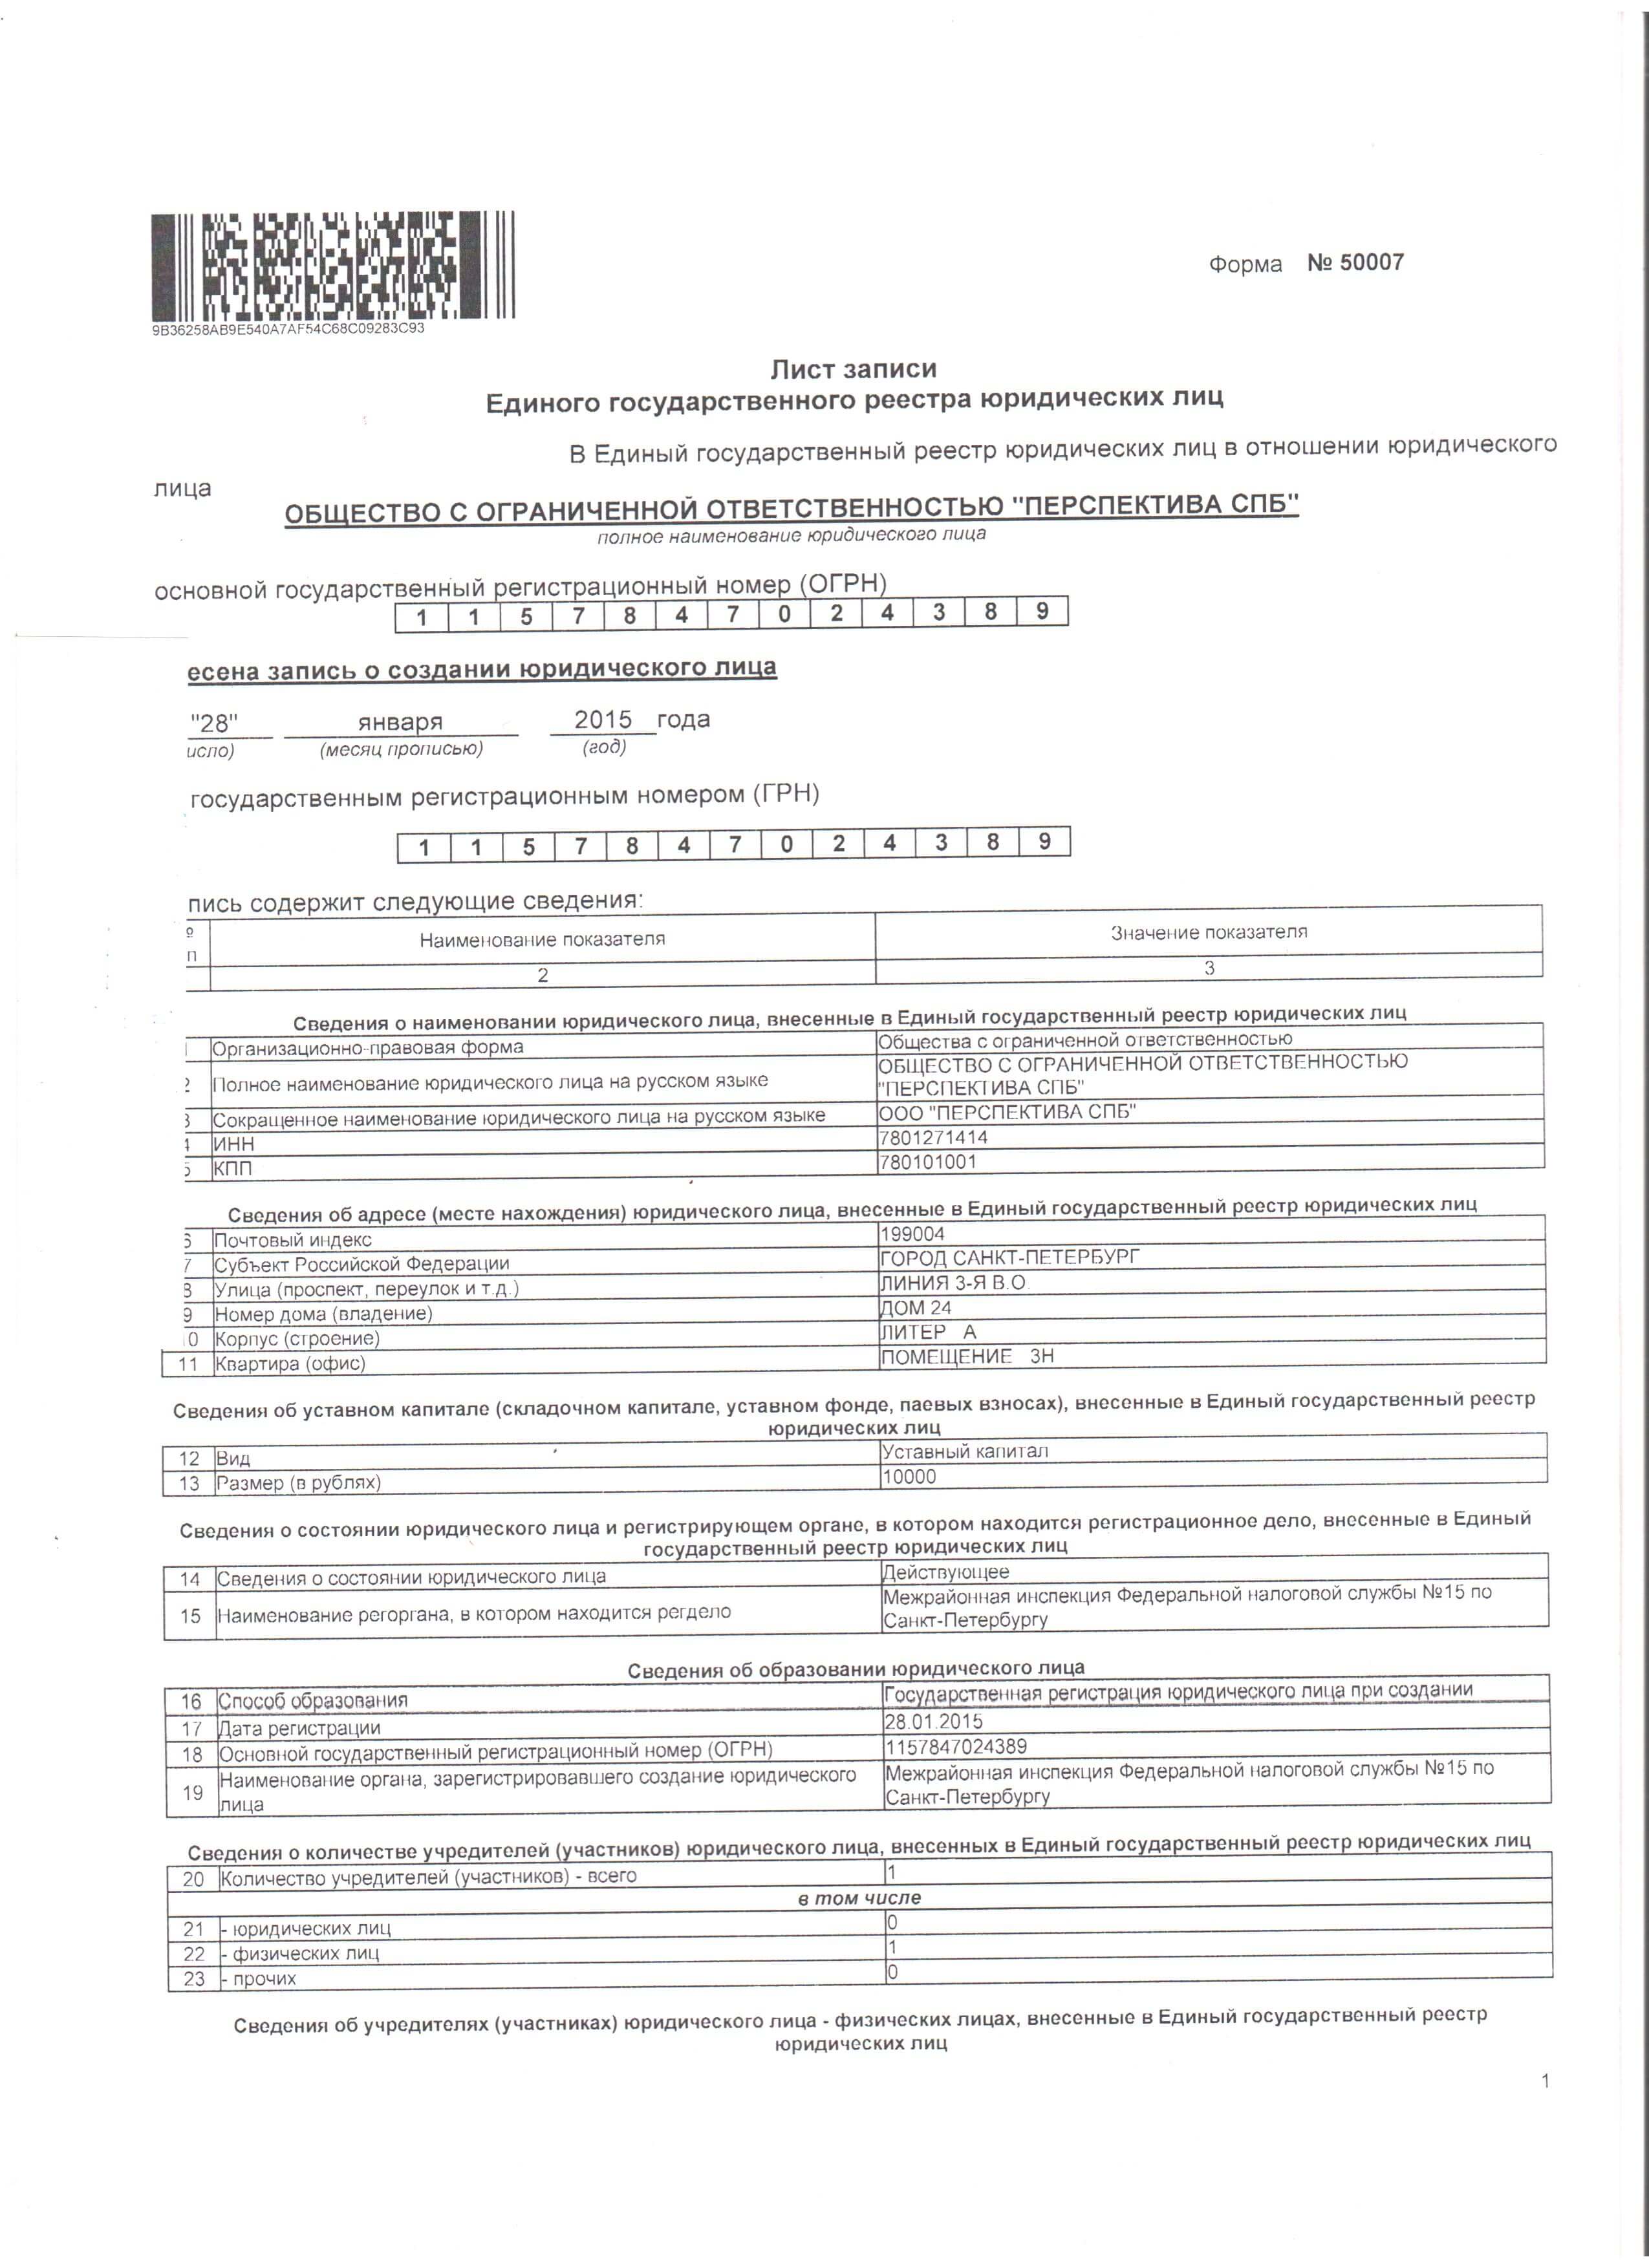 Форма № 50007
9B36258AB9E540A7AF54C68C09283C93
Лист записи
Единого государственного реестра юридических лиц
В Единый государственный реестр юридических лиц в отношении юридического
лица
ОБЩЕСТВО С ОГРАНИЧЕННОЙ ОТВЕТСТВЕННОСТЬЮ "ПЕРСПЕКТИВА СПБ"
полное наименование юридического лица
основной государственный регистрационный номер (ОГРН)
1 1 5 7 8 4 7 0 2 4 3 8 9
есена запись о создании юридического лица
"28" января 2015 года
исло) (месяц прописью) (год)
государственным регистрационным номером (ГРН)
1 1 5 7 8 4 7 0 2 4 3 8 9
пись содержит следующие сведения:
п Наименование показателя Значение показателя
2 3
Сведения о наименовании юридического лица, внесенные в Единый государственный реестр юридических лиц
Организационно-правовая форма Общества с ограниченной ответственностью
2 Полное наименование юридического лица на русском языке ОБЩЕСТВО С ОГРАНИЧЕННОЙ ОТВЕТСТВЕННОСТЬЮ
"ПЕРСПЕКТИВА СПБ"
3 Сокращенное наименование юридического лица на русском языке ООО "ПЕРСПЕКТИВА СПБ"
4 ИНН 7801271414
5 КПП 780101001
Сведения об адресе (месте нахождения) юридического лица, внесенные в Единый государственный реестр юридических лиц
6 Почтовый индекс 199004
7 Субъект Российской Федерации ГОРОД САНКТ-ПЕТЕРБУРГ
8 Улица (проспект, переулок и т.д.) ЛИНИЯ 3-Я В.О.
9 Номер дома (владение) ДОМ 24
0 Корпус (строение) ЛИТЕР А
11 Квартира (офис) ПОМЕЩЕНИЕ 3Н
Сведения об уставном капитале (складочном капитале, уставном фонде, паевых взносах), внесенные в Единый государственный реестр
юридических лиц
12 Вид Уставный капитал
13 Размер (в рублях) 10000
Сведения о состоянии юридического лица и регистрирующем органе, в котором находится регистрационное дело, внесенные в Единый
государственный реестр юридических лиц
14 Сведения о состоянии юридического лица Действующее
15 Наименование регоргана, в котором находится регдело Межрайонная инспекция Федеральной налоговой службы №15 по
Санкт-Петербургу
Сведения об образовании юридического лица
16 Способ образования Государственная регистрация юридического лица при создании
17 Дата регистрации 28.01.2015
18 Основной государственный регистрационный номер (ОГРН) 1157847024389
19 Наименование органа, зарегистрировавшего создание юридического Межрайонная инспекция Федеральной налоговой службы №15 по
лица Санкт-Петербургу
Сведения о количестве учредителей (участников) юридического лица, внесенных в Единый государственный реестр юридических лиц
20 Количество учредителей (участников) - всего 1
в том числе
21 - юридических лиц 0
22 - физических лиц 1
23 - прочих 0
Сведения об учредителях (участниках) юридического лица - физических лицах, внесенные в Единый государственный реестр
юридических лиц
1